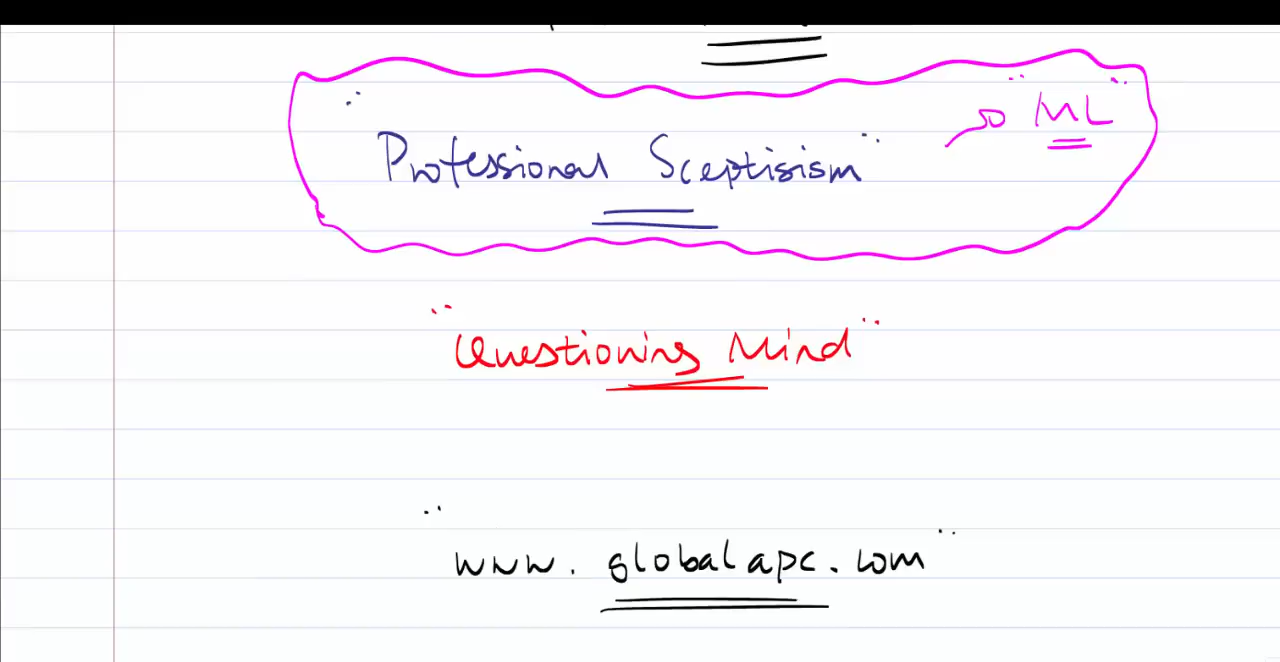 "Professional Sceptisism" → "ML"
"Questioning Mind"
"www.globalapc.com"